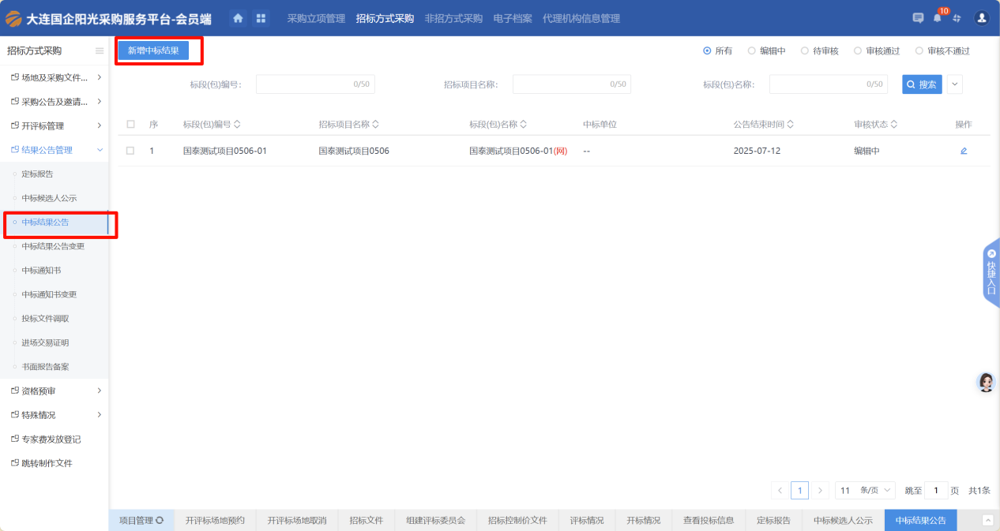 大连国企阳光采购服务平台-会员端 采购立项管理 招标方式采购 非招方式采购 电子档案 代理机构信息管理 10
招标方式采购
场地及采购文件...
采购公告及邀请...
开评标管理
结果公告管理
定标报告
中标候选人公示
中标结果公告
中标结果公告变更
中标通知书
中标通知书变更
投标文件调取
进场交易证明
书面报告备案
资格预审
特殊情况
专家费发放登记
跳转制作文件
新增中标结果 所有 编辑中 待审核 审核通过 审核不通过
标段(包)编号: 0/50 招标项目名称: 0/50 标段(包)名称: 0/50 搜索
序 标段(包)编号 招标项目名称 标段(包)名称 中标单位 公告结束时间 审核状态 操作
1 国泰测试项目0506-01 国泰测试项目0506 国泰测试项目0506-01(网) -- 2025-07-12 编辑中
快捷入口
1 11 条/页 跳至 1 页 共1条
项目管理 开评标场地预约 开评标场地取消 招标文件 组建评标委员会 招标控制价文件 评标情况 开标情况 查看投标信息 定标报告 中标候选人公示 中标结果公告